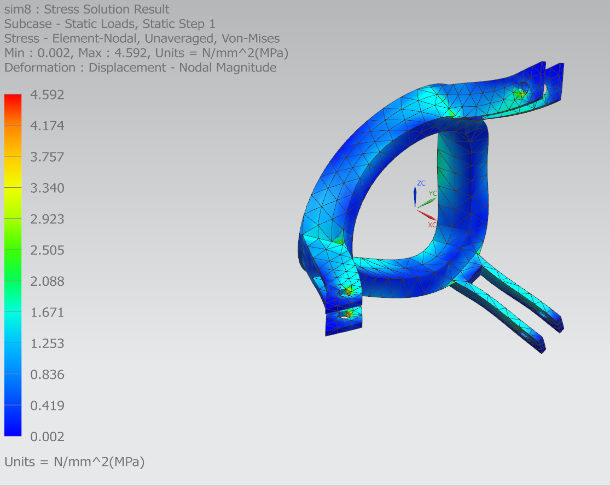 sim8 : Stress Solution Result
Subcase - Static Loads, Static Step 1
Stress - Element-Nodal, Unaveraged, Von-Mises
Min : 0.002, Max : 4.592, Units = N/mm^2(MPa)
Deformation : Displacement - Nodal Magnitude
4.592
4.174
3.757
3.340
2.923
2.505
2.088
1.671
1.253
0.836
0.419
0.002
Units = N/mm^2(MPa)
ZC
YC
XC